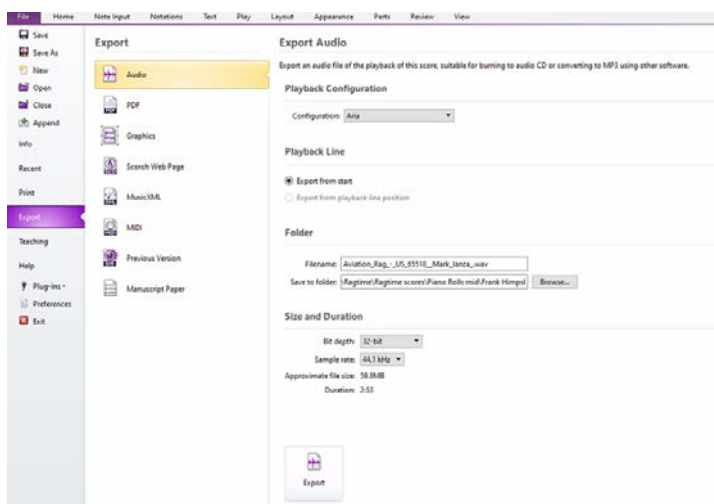 File Home Note Input Notations Text Play Layout Appearance Parts Review View
Save
Save As
New
Open
Close
Append
Info
Recent
Print
Export
Teaching
Help
Plug-ins
Preferences
Exit
Export
Audio
PDF
Graphics
Scorch Web Page
MusicXML
MIDI
Previous Version
Manuscript Paper
Export Audio
Export an audio file of the playback of this score, suitable for burning to audio CD or converting to MP3 using other software.
Playback Configuration
Configuration: Aria
Playback Line
Export from start
Export from playback line position
Folder
Filename: Aviation_Rag_-_US_65518__Mark_Janza_.wav
Save to folder: \Ragtime\Ragtime scores\Piano Rolls mid\Frank Himpsl Browse...
Size and Duration
Bit depth: 32-bit
Sample rate: 44,1 kHz
Approximate file size: 59.8MB
Duration: 2:53
Export